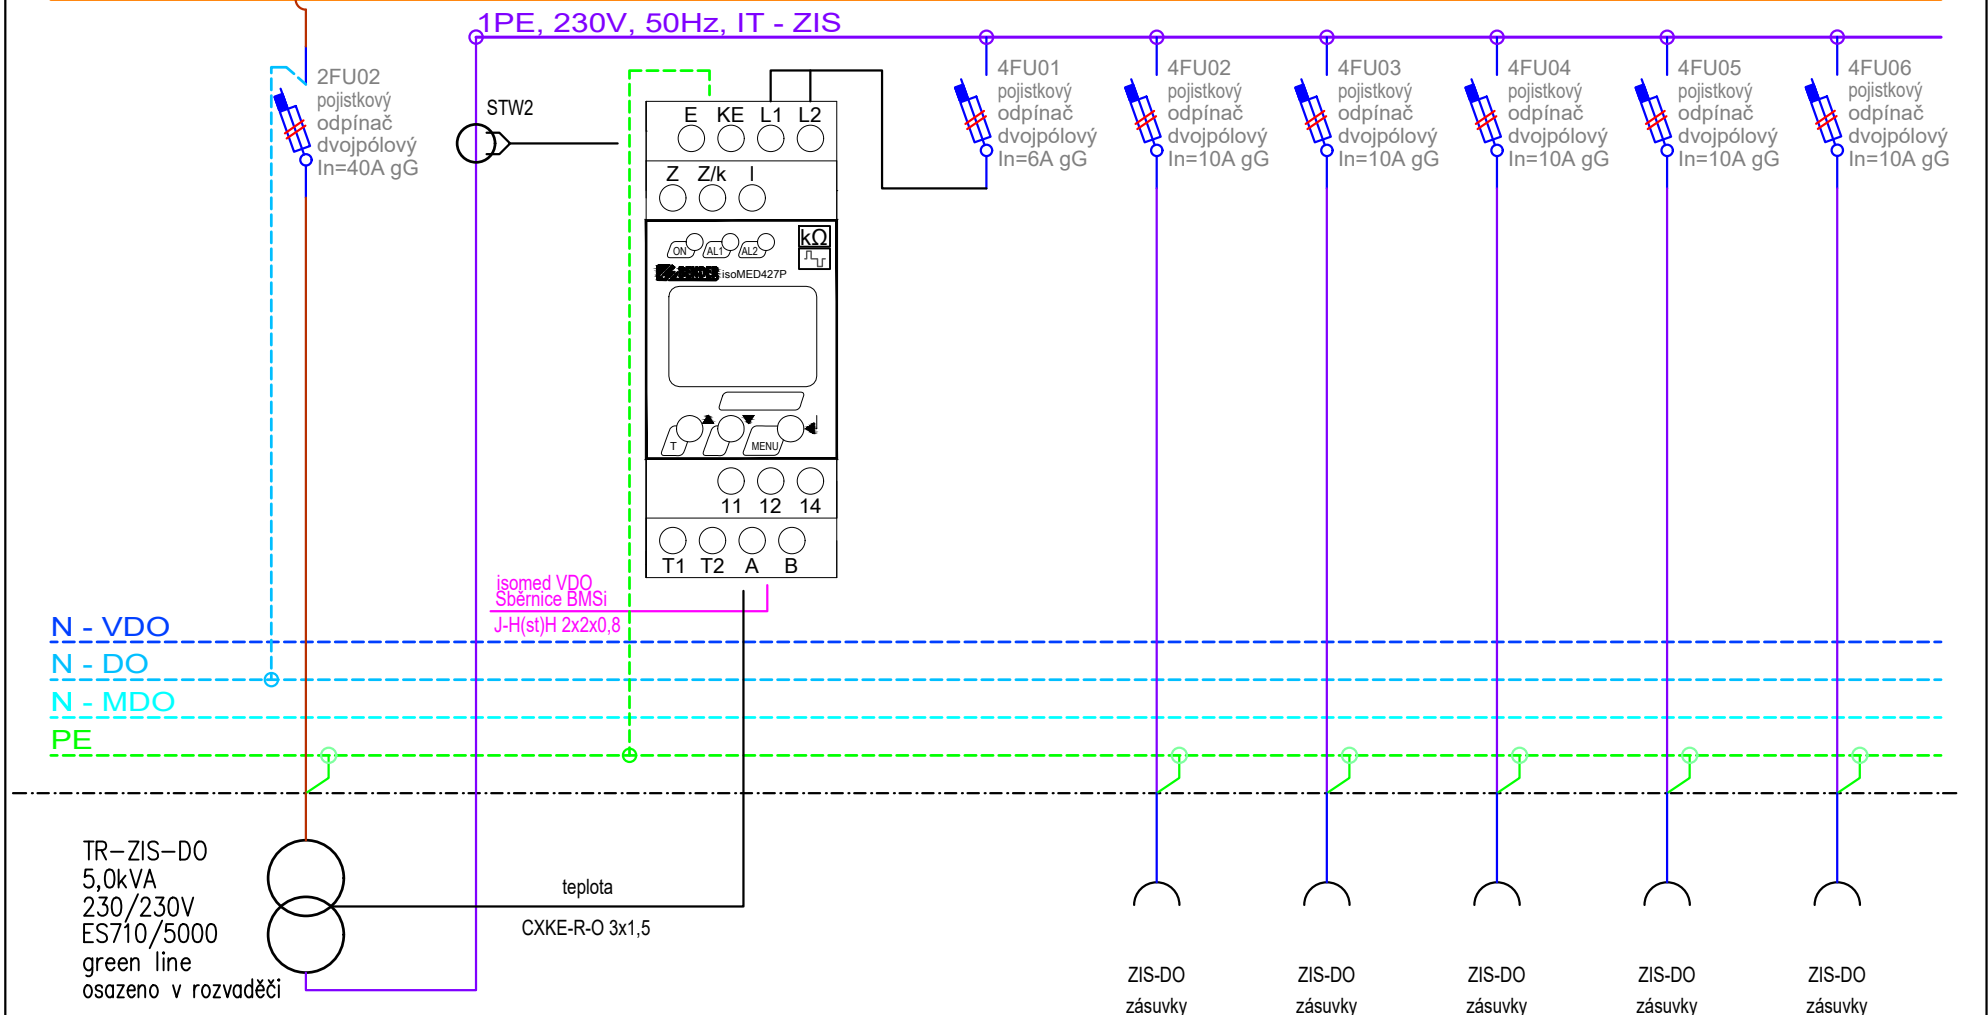 1PE, 230V, 50Hz, IT - ZIS
2FU02
pojistkový
odpínač
dvojpólový
In=40A gG
STW2
E KE L1 L2
Z Z/k I
ON AL1 AL2
kΩ
BENDER isoMED427P
T MENU
11 12 14
T1 T2 A B
4FU01
pojistkový
odpínač
dvojpólový
In=6A gG
4FU02
pojistkový
odpínač
dvojpólový
In=10A gG
4FU03
pojistkový
odpínač
dvojpólový
In=10A gG
4FU04
pojistkový
odpínač
dvojpólový
In=10A gG
4FU05
pojistkový
odpínač
dvojpólový
In=10A gG
4FU06
pojistkový
odpínač
dvojpólový
In=10A gG
isomed VDO
Sběrnice BMSi
J-H(st)H 2x2x0,8
N - VDO
N - DO
N - MDO
PE
TR-ZIS-DO
5,0kVA
230/230V
ES710/5000
green line
osazeno v rozvaděči
teplota
CXKE-R-O 3x1,5
ZIS-DO
zásuvky
ZIS-DO
zásuvky
ZIS-DO
zásuvky
ZIS-DO
zásuvky
ZIS-DO
zásuvky